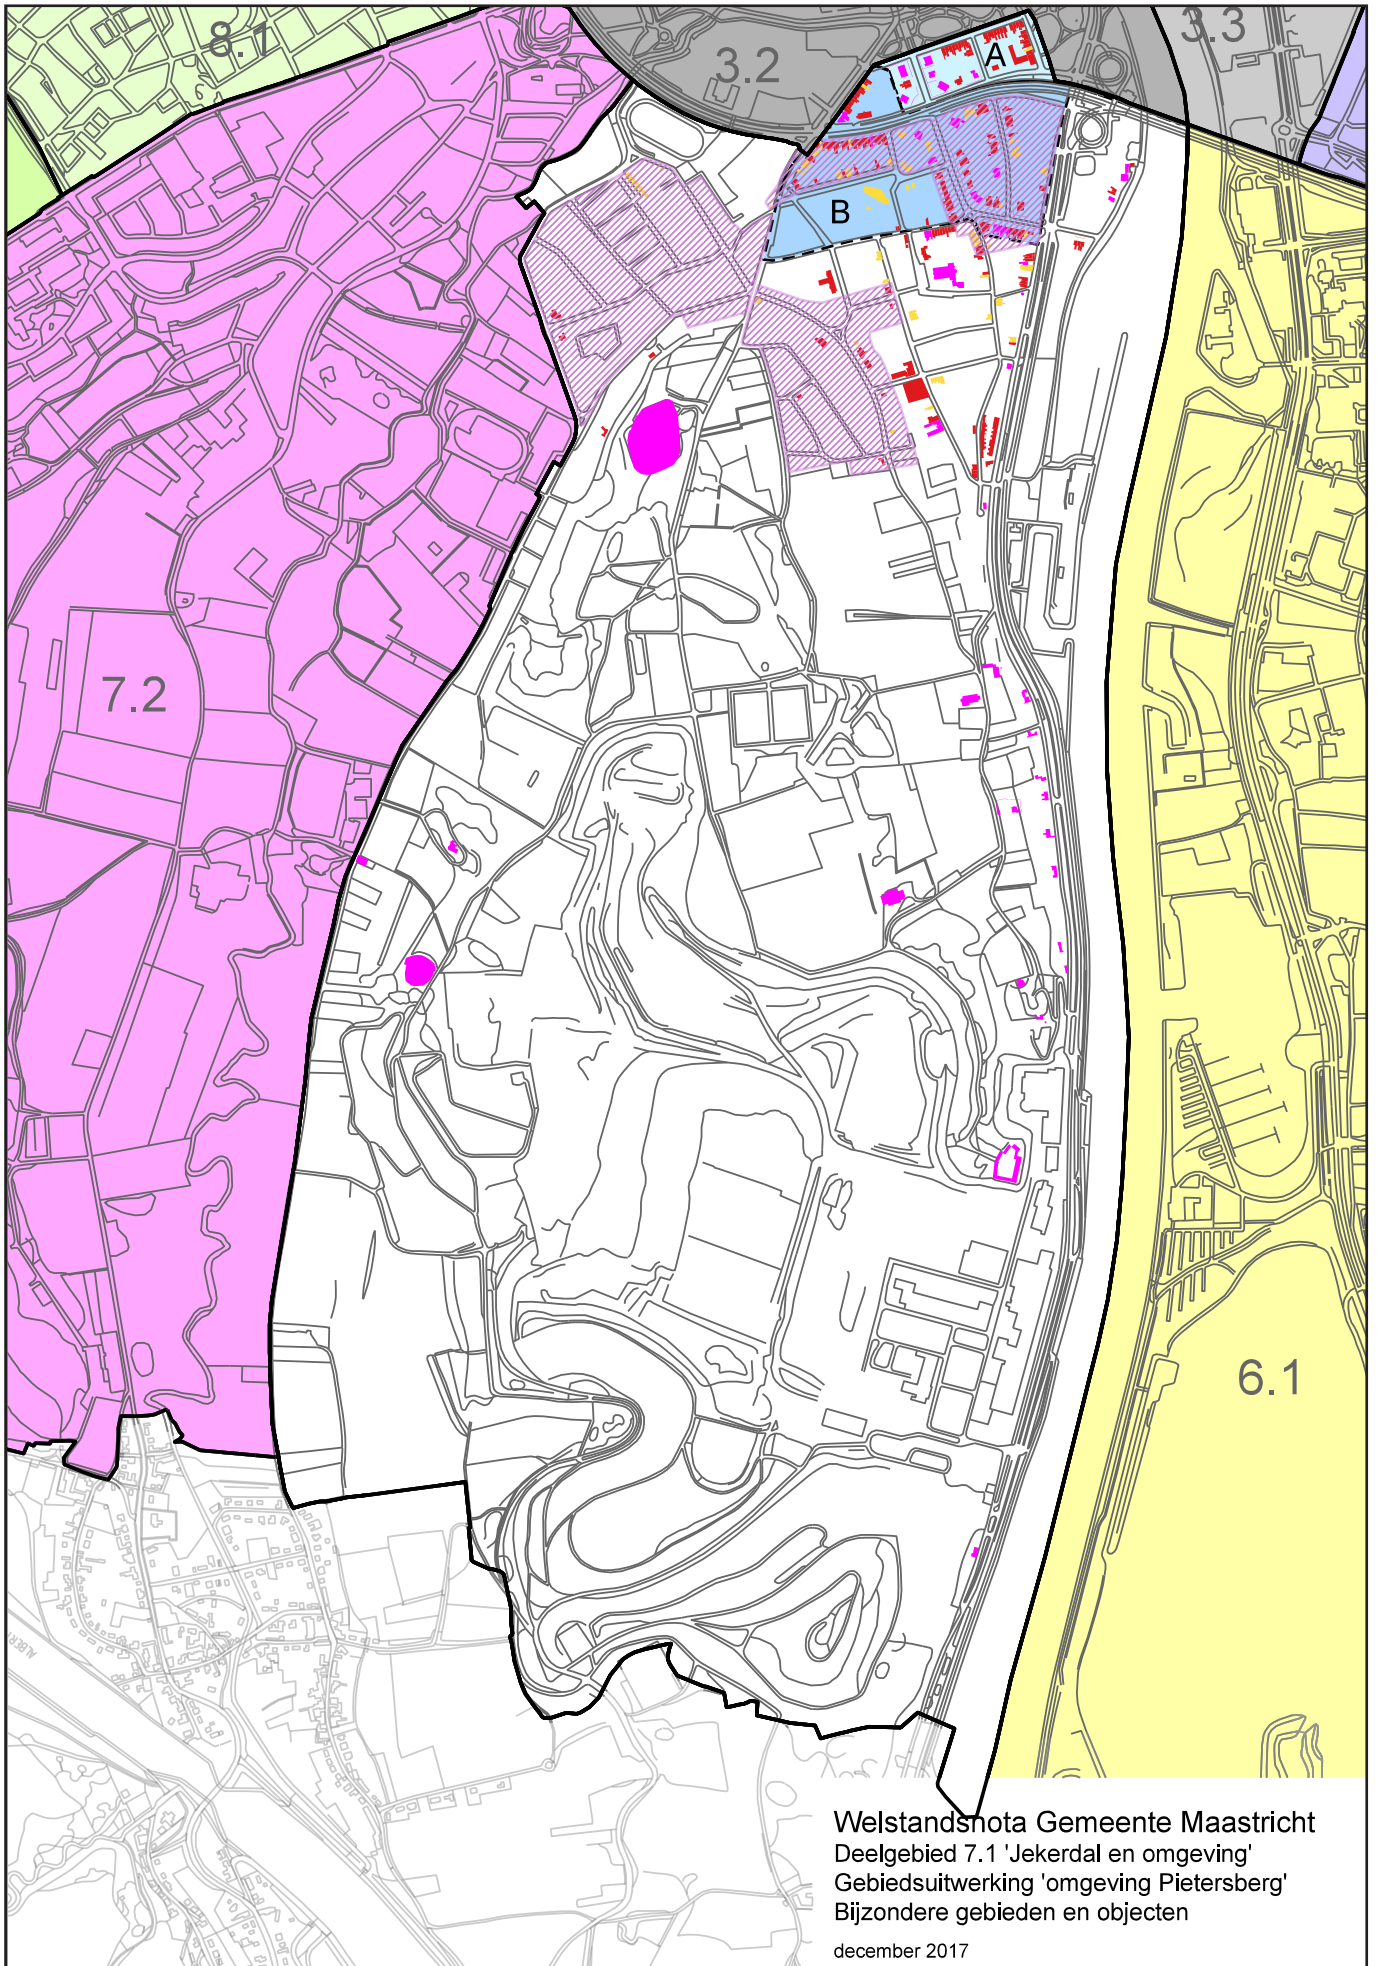 8.1
3.2
3.3
A
B
7.2
6.1
ALBER
Welstandsnota Gemeente Maastricht
Deelgebied 7.1 'Jekerdal en omgeving'
Gebiedsuitwerking 'omgeving Pietersberg'
Bijzondere gebieden en objecten
december 2017